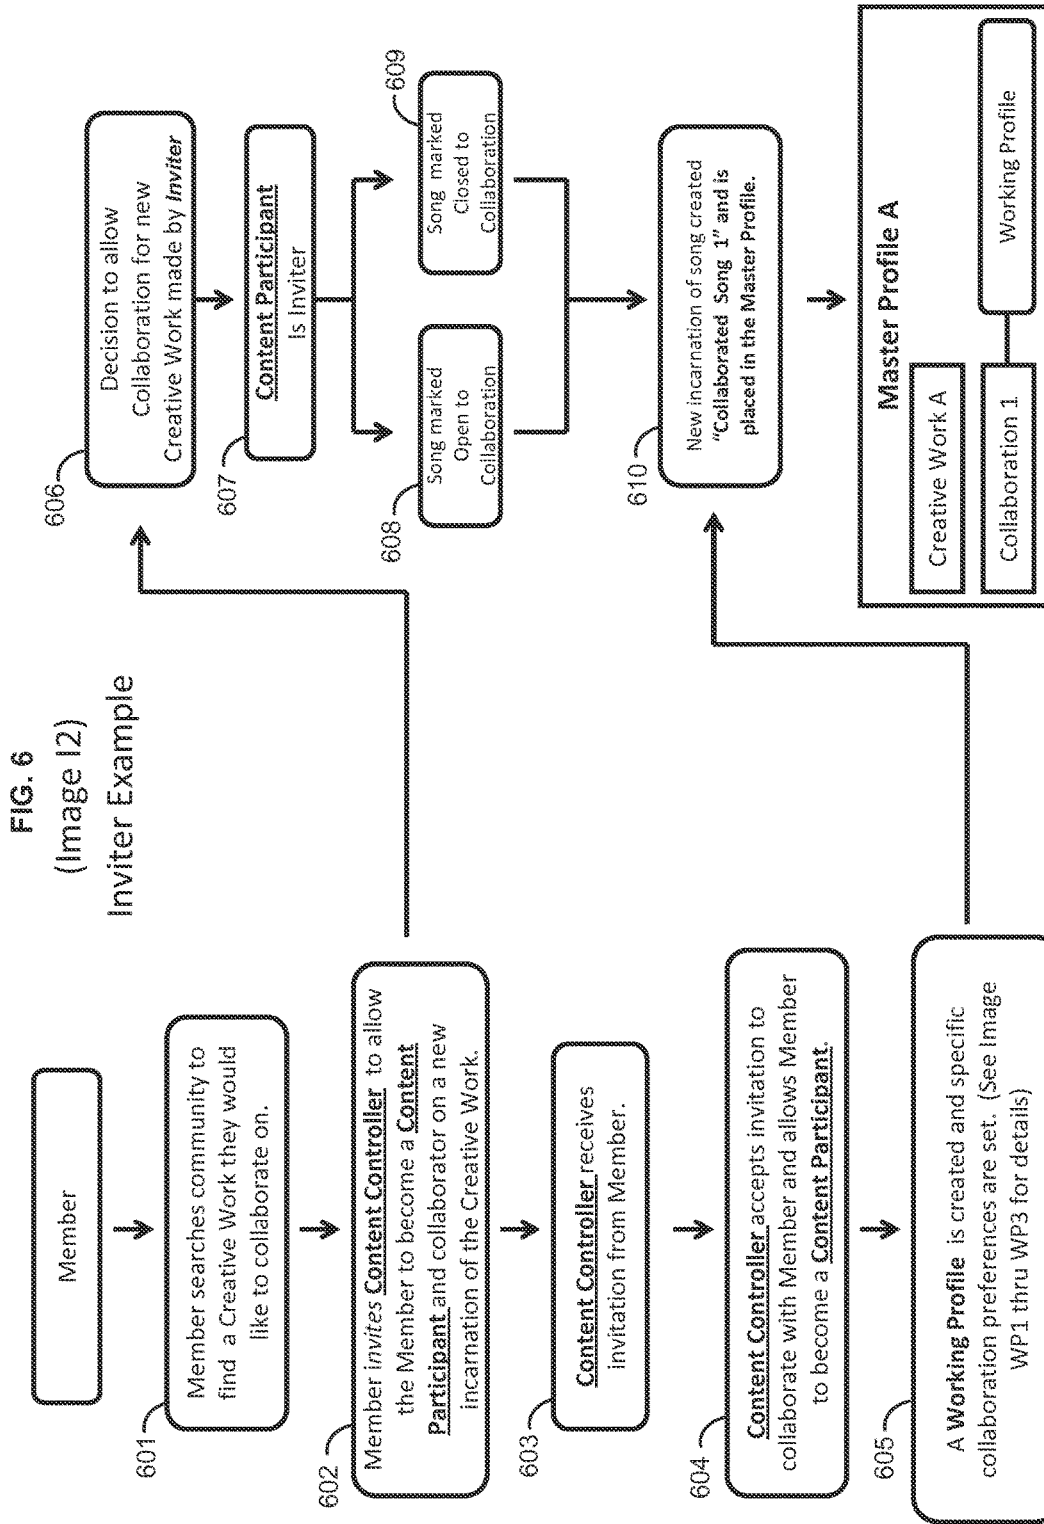 FIG. 6
(Image I2)
Inviter Example
Member
601
Member searches community to
find a Creative Work they would
like to collaborate on.
602
Member invites Content Controller to allow
the Member to become a Content
Participant and collaborator on a new
incarnation of the Creative Work.
603
Content Controller receives
invitation from Member.
604
Content Controller accepts invitation to
collaborate with Member and allows Member
to become a Content Participant.
605
A Working Profile is created and specific
collaboration preferences are set. (See Image
WP1 thru WP3 for details)
606
Decision to allow
Collaboration for new
Creative Work made by Inviter
607
Content Participant
Is Inviter
608
Song marked
Open to
Collaboration
609
Song marked
Closed to
Collaboration
610
New incarnation of song created
“Collaborated Song 1” and is
placed in the Master Profile.
Master Profile A
Creative Work A
Collaboration 1
Working Profile